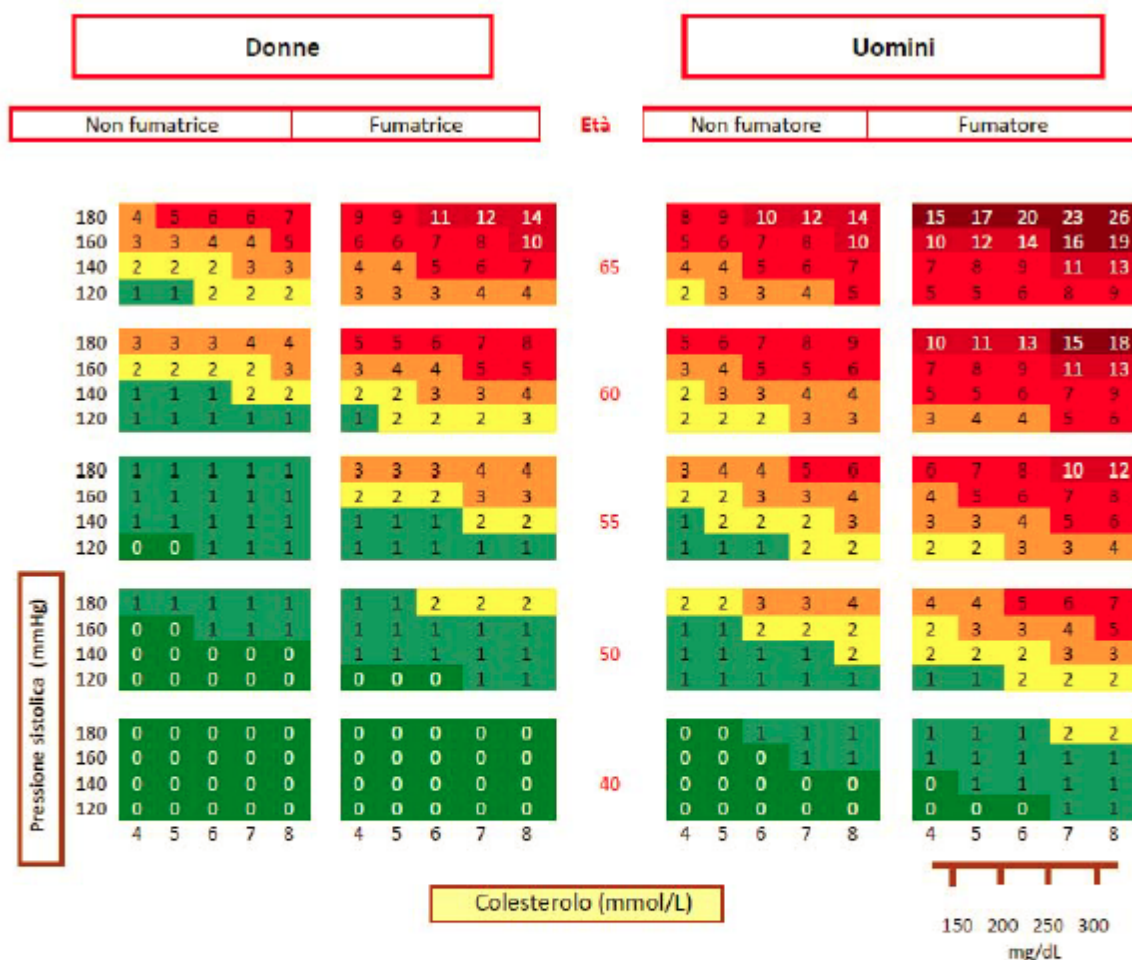 Donne Uomini
Non fumatrice Fumatrice Età Non fumatore Fumatore
180 4 5 6 6 7 9 9 11 12 14 8 9 10 12 14 15 17 20 23 26
160 3 3 4 4 5 6 6 7 8 10 5 6 7 8 10 10 12 14 16 19
65
140 2 2 2 3 3 4 4 5 6 7 4 4 5 6 7 7 8 9 11 13
120 1 1 2 2 2 3 3 3 4 4 2 3 3 4 5 5 5 6 8 9
180 3 3 3 4 4 5 5 6 7 8 5 6 7 8 9 10 11 13 15 18
160 2 2 2 2 3 3 4 4 5 5 3 4 5 5 6 7 8 9 11 13
60
140 1 1 1 2 2 2 2 3 3 4 2 3 3 4 4 5 5 6 7 9
120 1 1 1 1 1 1 2 2 2 3 2 2 2 3 3 3 4 4 5 6
180 1 1 1 1 1 3 3 3 4 4 3 4 4 5 6 6 7 8 10 12
160 1 1 1 1 1 2 2 2 3 3 2 2 3 3 4 4 5 6 7 8
55
140 1 1 1 1 1 1 1 1 2 2 1 2 2 2 3 3 3 4 5 6
120 0 0 1 1 1 1 1 1 1 1 1 1 1 2 2 2 2 3 3 4
180 1 1 1 1 1 1 1 2 2 2 2 2 3 3 4 4 4 5 6 7
160 0 0 1 1 1 1 1 1 1 1 1 1 2 2 2 2 3 3 4 5
50
140 0 0 0 0 0 1 1 1 1 1 1 1 1 1 2 2 2 2 3 3
120 0 0 0 0 0 0 0 0 1 1 1 1 1 1 1 1 1 2 2 2
180 0 0 0 0 0 0 0 0 0 0 0 0 1 1 1 1 1 1 2 2
160 0 0 0 0 0 0 0 0 0 0 0 0 0 1 1 1 1 1 1 1
40
140 0 0 0 0 0 0 0 0 0 0 0 0 0 0 0 0 1 1 1 1
120 0 0 0 0 0 0 0 0 0 0 0 0 0 0 0 0 0 0 1 1
4 5 6 7 8 4 5 6 7 8 4 5 6 7 8 4 5 6 7 8
Pressione sistolica (mmHg)
Colesterolo (mmol/L)
150 200 250 300
mg/dL